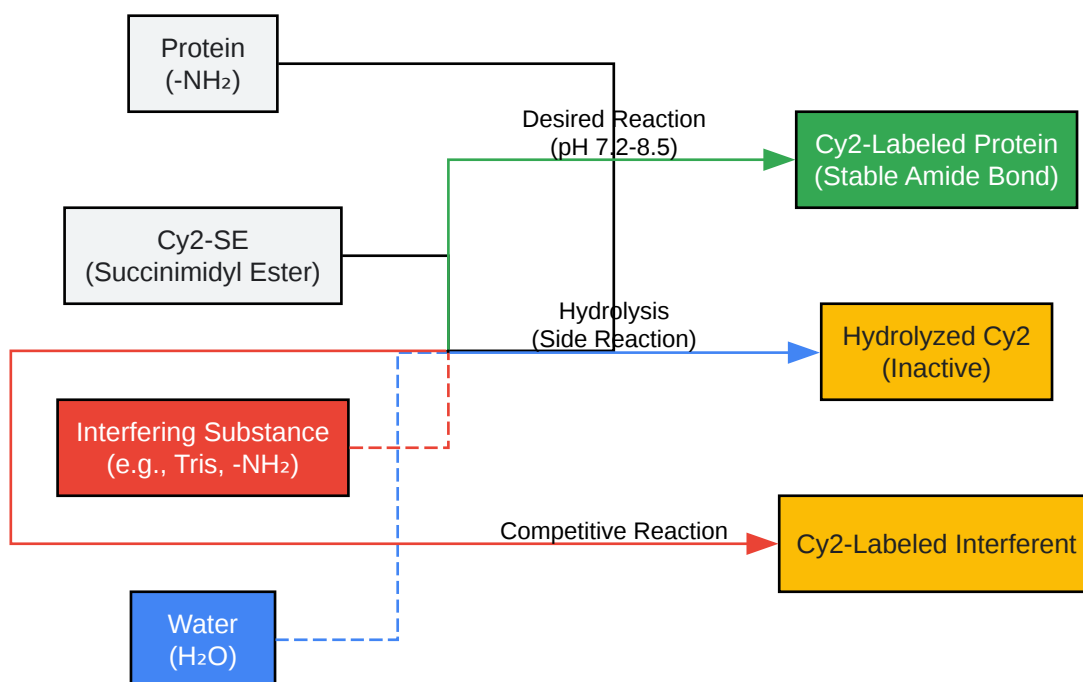 Protein
(-NH₂)
Desired Reaction
(pH 7.2-8.5)
Cy2-Labeled Protein
(Stable Amide Bond)
Cy2-SE
(Succinimidyl Ester)
Hydrolysis
(Side Reaction)
Hydrolyzed Cy2
(Inactive)
Interfering Substance
(e.g., Tris, -NH₂)
Competitive Reaction
Cy2-Labeled Interferent
Water
(H₂O)